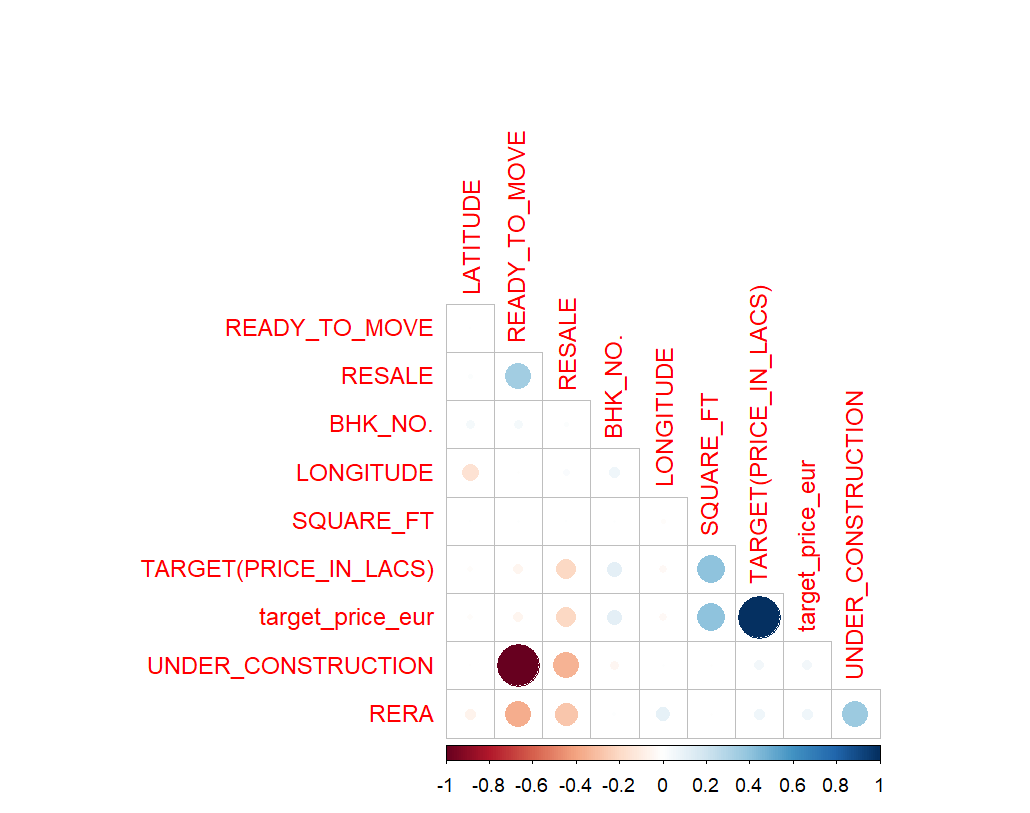 LATITUDE
READY_TO_MOVE
RESALE
BHK_NO.
LONGITUDE
SQUARE_FT
TARGET(PRICE_IN_LACS)
target_price_eur
UNDER_CONSTRUCTION
READY_TO_MOVE
RESALE
BHK_NO.
LONGITUDE
SQUARE_FT
TARGET(PRICE_IN_LACS)
target_price_eur
UNDER_CONSTRUCTION
RERA
-1 -0.8 -0.6 -0.4 -0.2 0 0.2 0.4 0.6 0.8 1